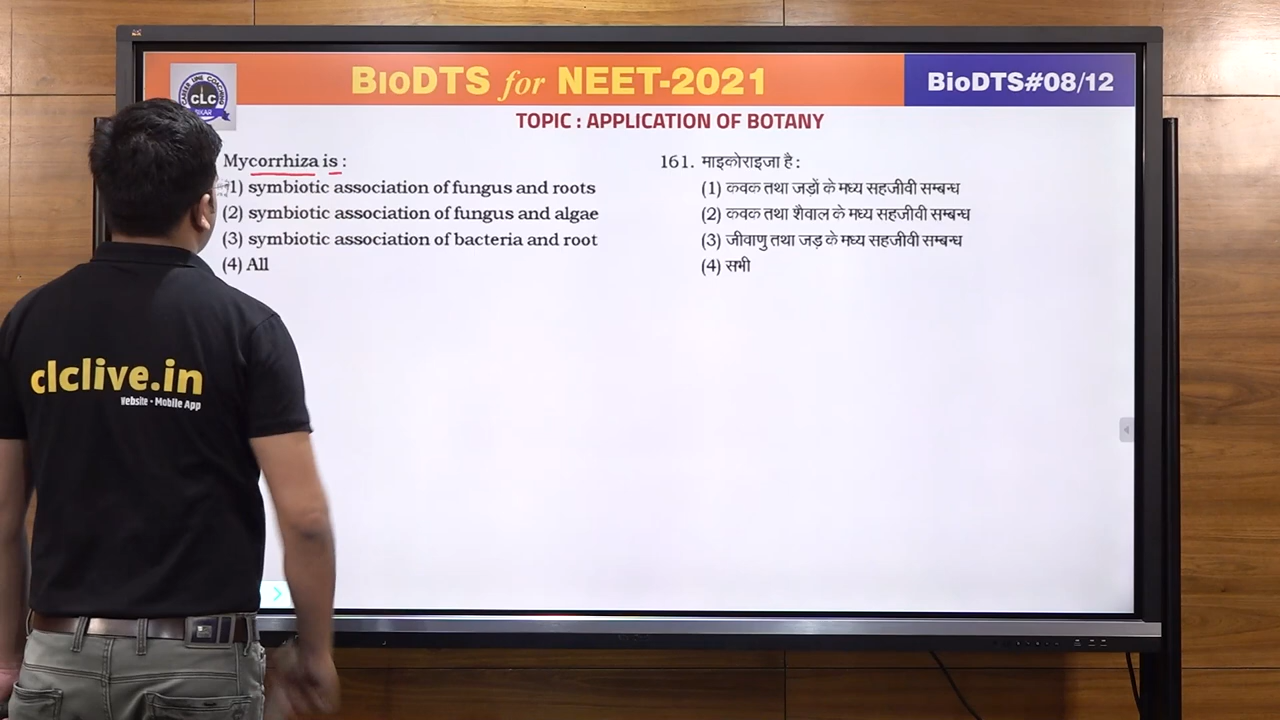 BIODTS for NEET-2021
BIODTS#08/12
CLC
SIKAR
TOPIC : APPLICATION OF BOTANY
Mycorrhiza is :
1) symbiotic association of fungus and roots
(2) symbiotic association of fungus and algae
(3) symbiotic association of bacteria and root
(4) All
161. माइकोराइजा है :
(1) कवक तथा जड़ों के मध्य सहजीवी सम्बन्ध
(2) कवक तथा शैवाल के मध्य सहजीवी सम्बन्ध
(3) जीवाणु तथा जड़ के मध्य सहजीवी सम्बन्ध
(4) सभी
clclive.in
Website - Mobile App